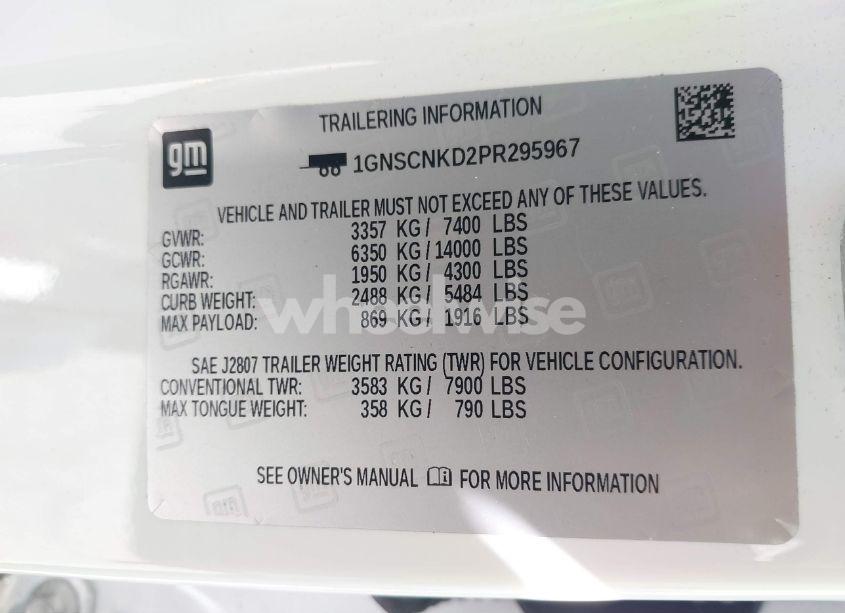 TRAILERING INFORMATION
gm
1GNSCNKD2PR295967
VEHICLE AND TRAILER MUST NOT EXCEED ANY OF THESE VALUES.
GVWR: 3357 KG/ 7400 LBS
GCWR: 6350 KG/14000 LBS
RGAWR: 1950 KG/ 4300 LBS
CURB WEIGHT: 2488 KG/ 5484 LBS
MAX PAYLOAD: 869 KG/ 1916 LBS
wheelwise
SAE J2807 TRAILER WEIGHT RATING (TWR) FOR VEHICLE CONFIGURATION.
CONVENTIONAL TWR: 3583 KG/ 7900 LBS
MAX TONGUE WEIGHT: 358 KG/ 790 LBS
SEE OWNER'S MANUAL FOR MORE INFORMATION